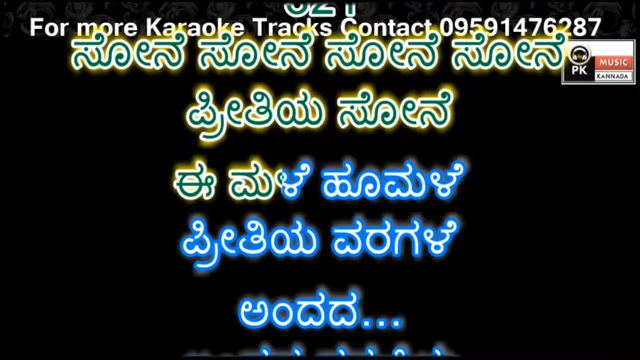 For more Karaoke Tracks Contact 09591476287
ಸೋನೆ ಸೋನೆ ಸೋನೆ ಸೋನೆ
PK MUSIC KANNADA
ಪ್ರೀತಿಯ ಸೋನೆ
ಈ ಮಳೆ ಹೂಮಳೆ
ಪ್ರೀತಿಯ ವರಗಳೆ
ಅಂದದ...